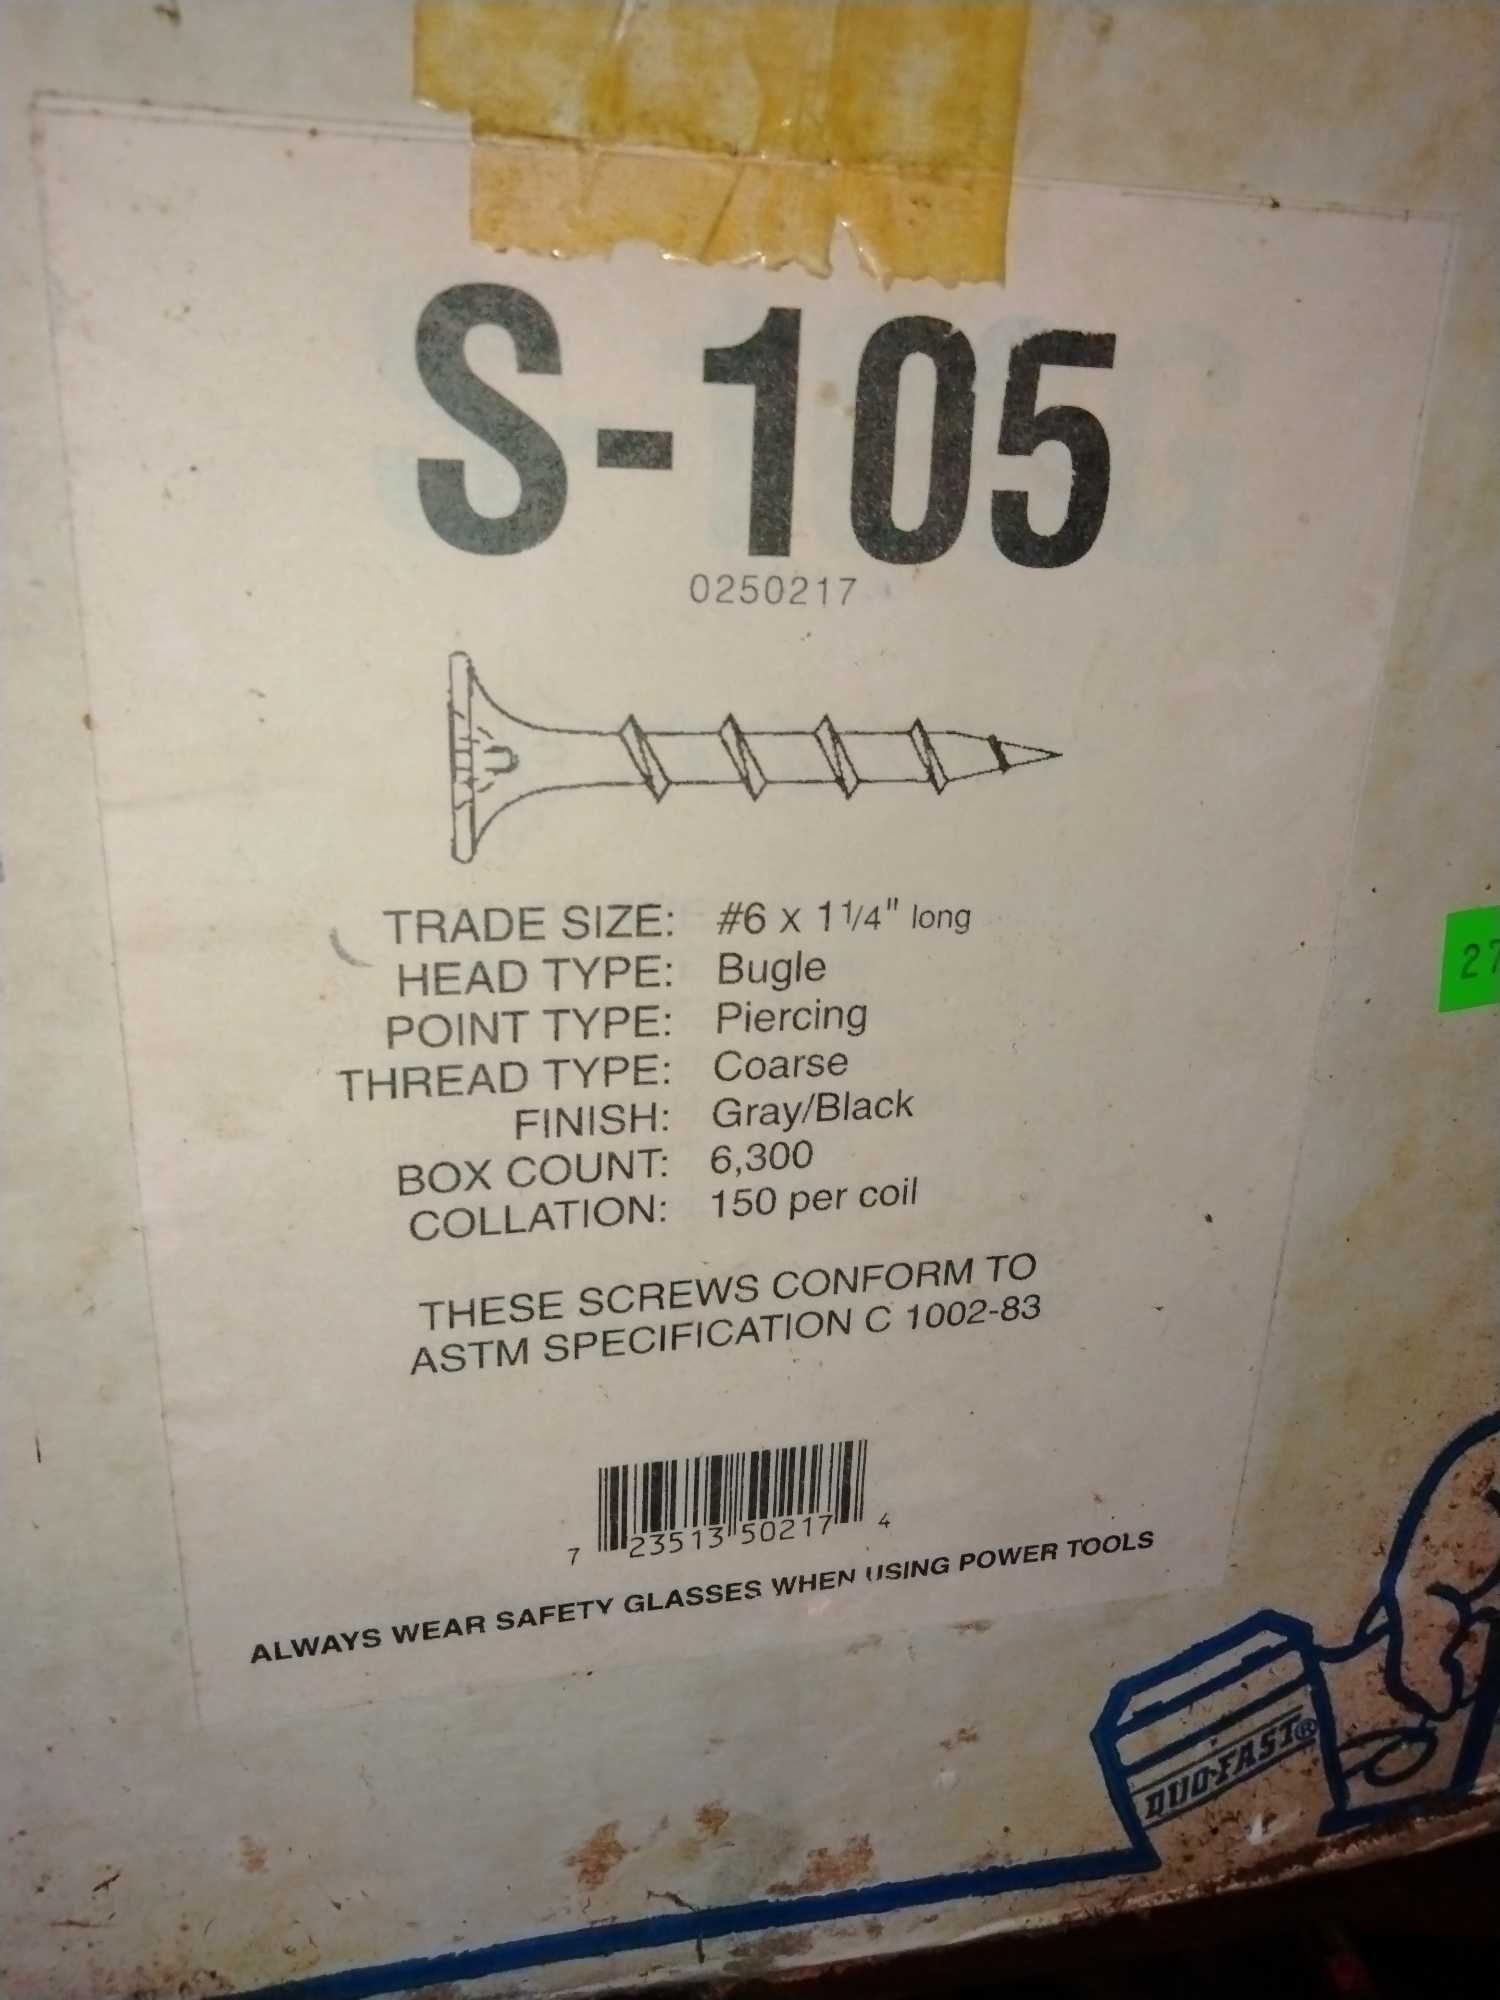 S-105
0250217
TRADE SIZE: #6 x 1 1/4" long
HEAD TYPE: Bugle
POINT TYPE: Piercing
THREAD TYPE: Coarse
FINISH: Gray/Black
BOX COUNT: 6,300
COLLATION: 150 per coil
THESE SCREWS CONFORM TO
ASTM SPECIFICATION C 1002-83
7 23513 50217 4
ALWAYS WEAR SAFETY GLASSES WHEN USING POWER TOOLS
27
DUO-FAST®